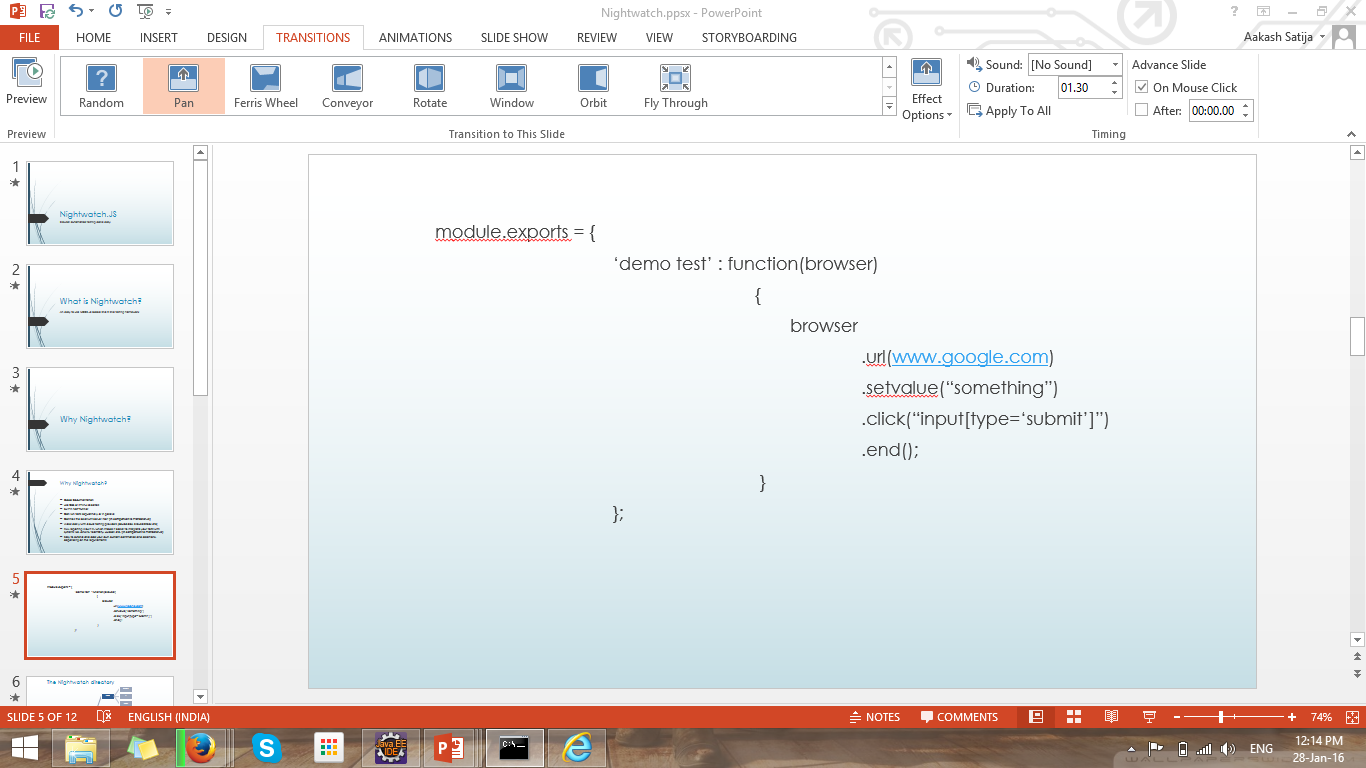 Nightwatch.ppsx - PowerPoint
?
FILE
HOME
INSERT
DESIGN
TRANSITIONS
ANIMATIONS
SLIDE SHOW
REVIEW
VIEW
STORYBOARDING
Aakash Satija
Preview
Random
Pan
Ferris Wheel
Conveyor
Rotate
Window
Orbit
Fly Through
Effect
Options
Sound: [No Sound]
Duration: 01.30
Apply To All
Advance Slide
On Mouse Click
After: 00:00.00
Preview
Transition to This Slide
Timing
1
Nightwatch.JS
2
What is Nightwatch?
3
Why Nightwatch?
4
Why Nightwatch?
5
6
The Nightwatch directory
module.exports = {
‘demo test’ : function(browser)
{
browser
.url(www.google.com)
.setvalue(“something”)
.click(“input[type=‘submit’]”)
.end();
}
};
SLIDE 5 OF 12
ENGLISH (INDIA)
NOTES
COMMENTS
74%
Java EE
IDE
C:\
ENG
12:14 PM
28-Jan-16